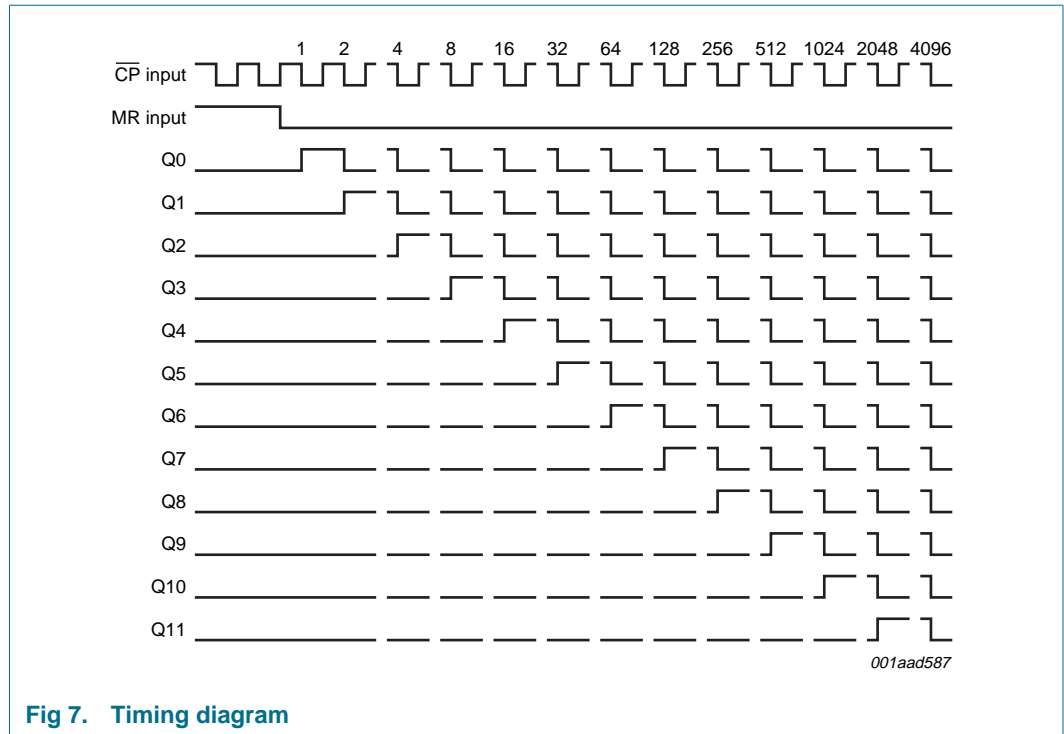 1 2 4 8 16 32 64 128 256 512 1024 2048 4096
C̅P̅ input
MR input
Q0
Q1
Q2
Q3
Q4
Q5
Q6
Q7
Q8
Q9
Q10
Q11
001aad587
Fig 7. Timing diagram